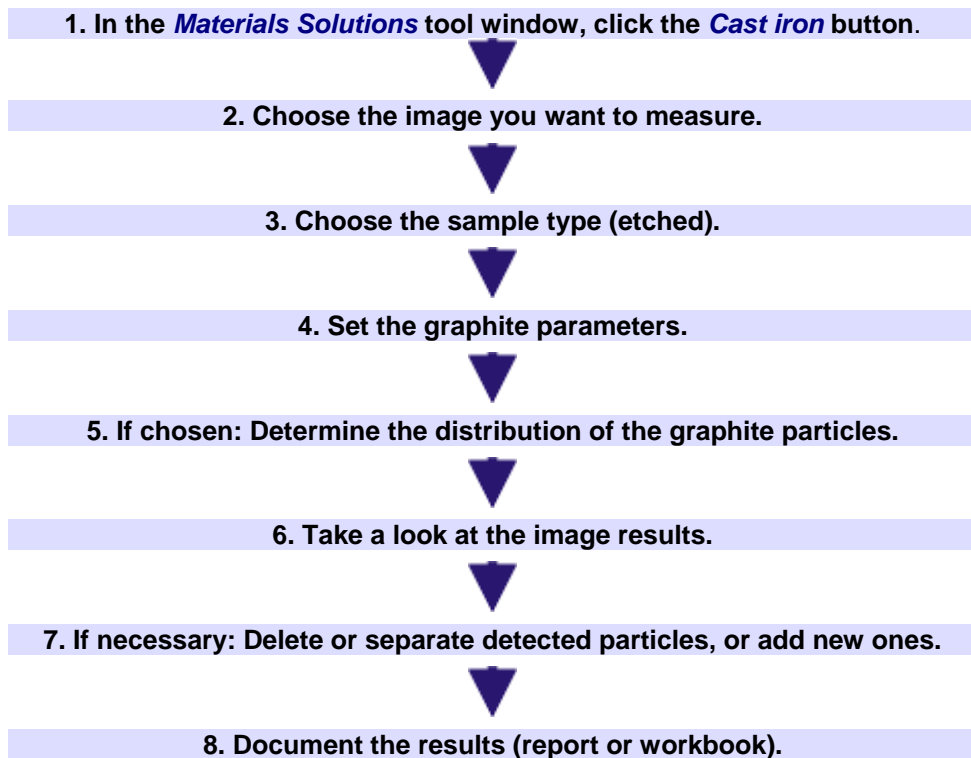 1. In the Materials Solutions tool window, click the Cast iron button.
2. Choose the image you want to measure.
3. Choose the sample type (etched).
4. Set the graphite parameters.
5. If chosen: Determine the distribution of the graphite particles.
6. Take a look at the image results.
7. If necessary: Delete or separate detected particles, or add new ones.
8. Document the results (report or workbook).